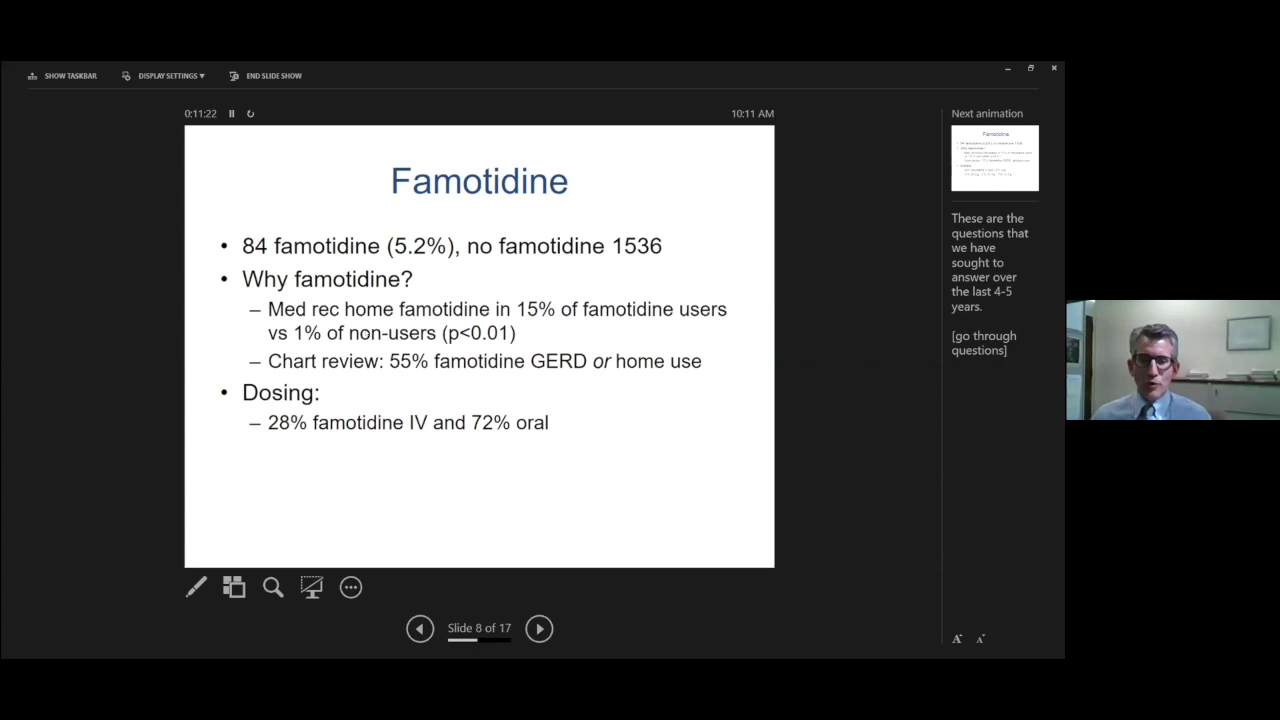 SHOW TASKBAR
DISPLAY SETTINGS ▾
END SLIDE SHOW
0:11:22
10:11 AM
Famotidine
• 84 famotidine (5.2%), no famotidine 1536
• Why famotidine?
– Med rec home famotidine in 15% of famotidine users
vs 1% of non-users (p<0.01)
– Chart review: 55% famotidine GERD or home use
• Dosing:
– 28% famotidine IV and 72% oral
Slide 8 of 17
Next animation
Famotidine
These are the
questions that
we have
sought to
answer over
the last 4-5
years.
[go through
questions]
A
A